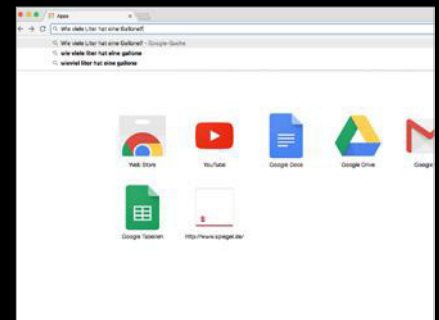 Apps
Wie viele Liter hat eine Gallone?
Wie viele Liter hat eine Gallone? - Google-Suche
wie viele liter hat eine gallone
wieviel liter hat eine gallone
Web Store YouTube Google Docs Google Drive Google
Google Tabellen http://www.spiegel.de/